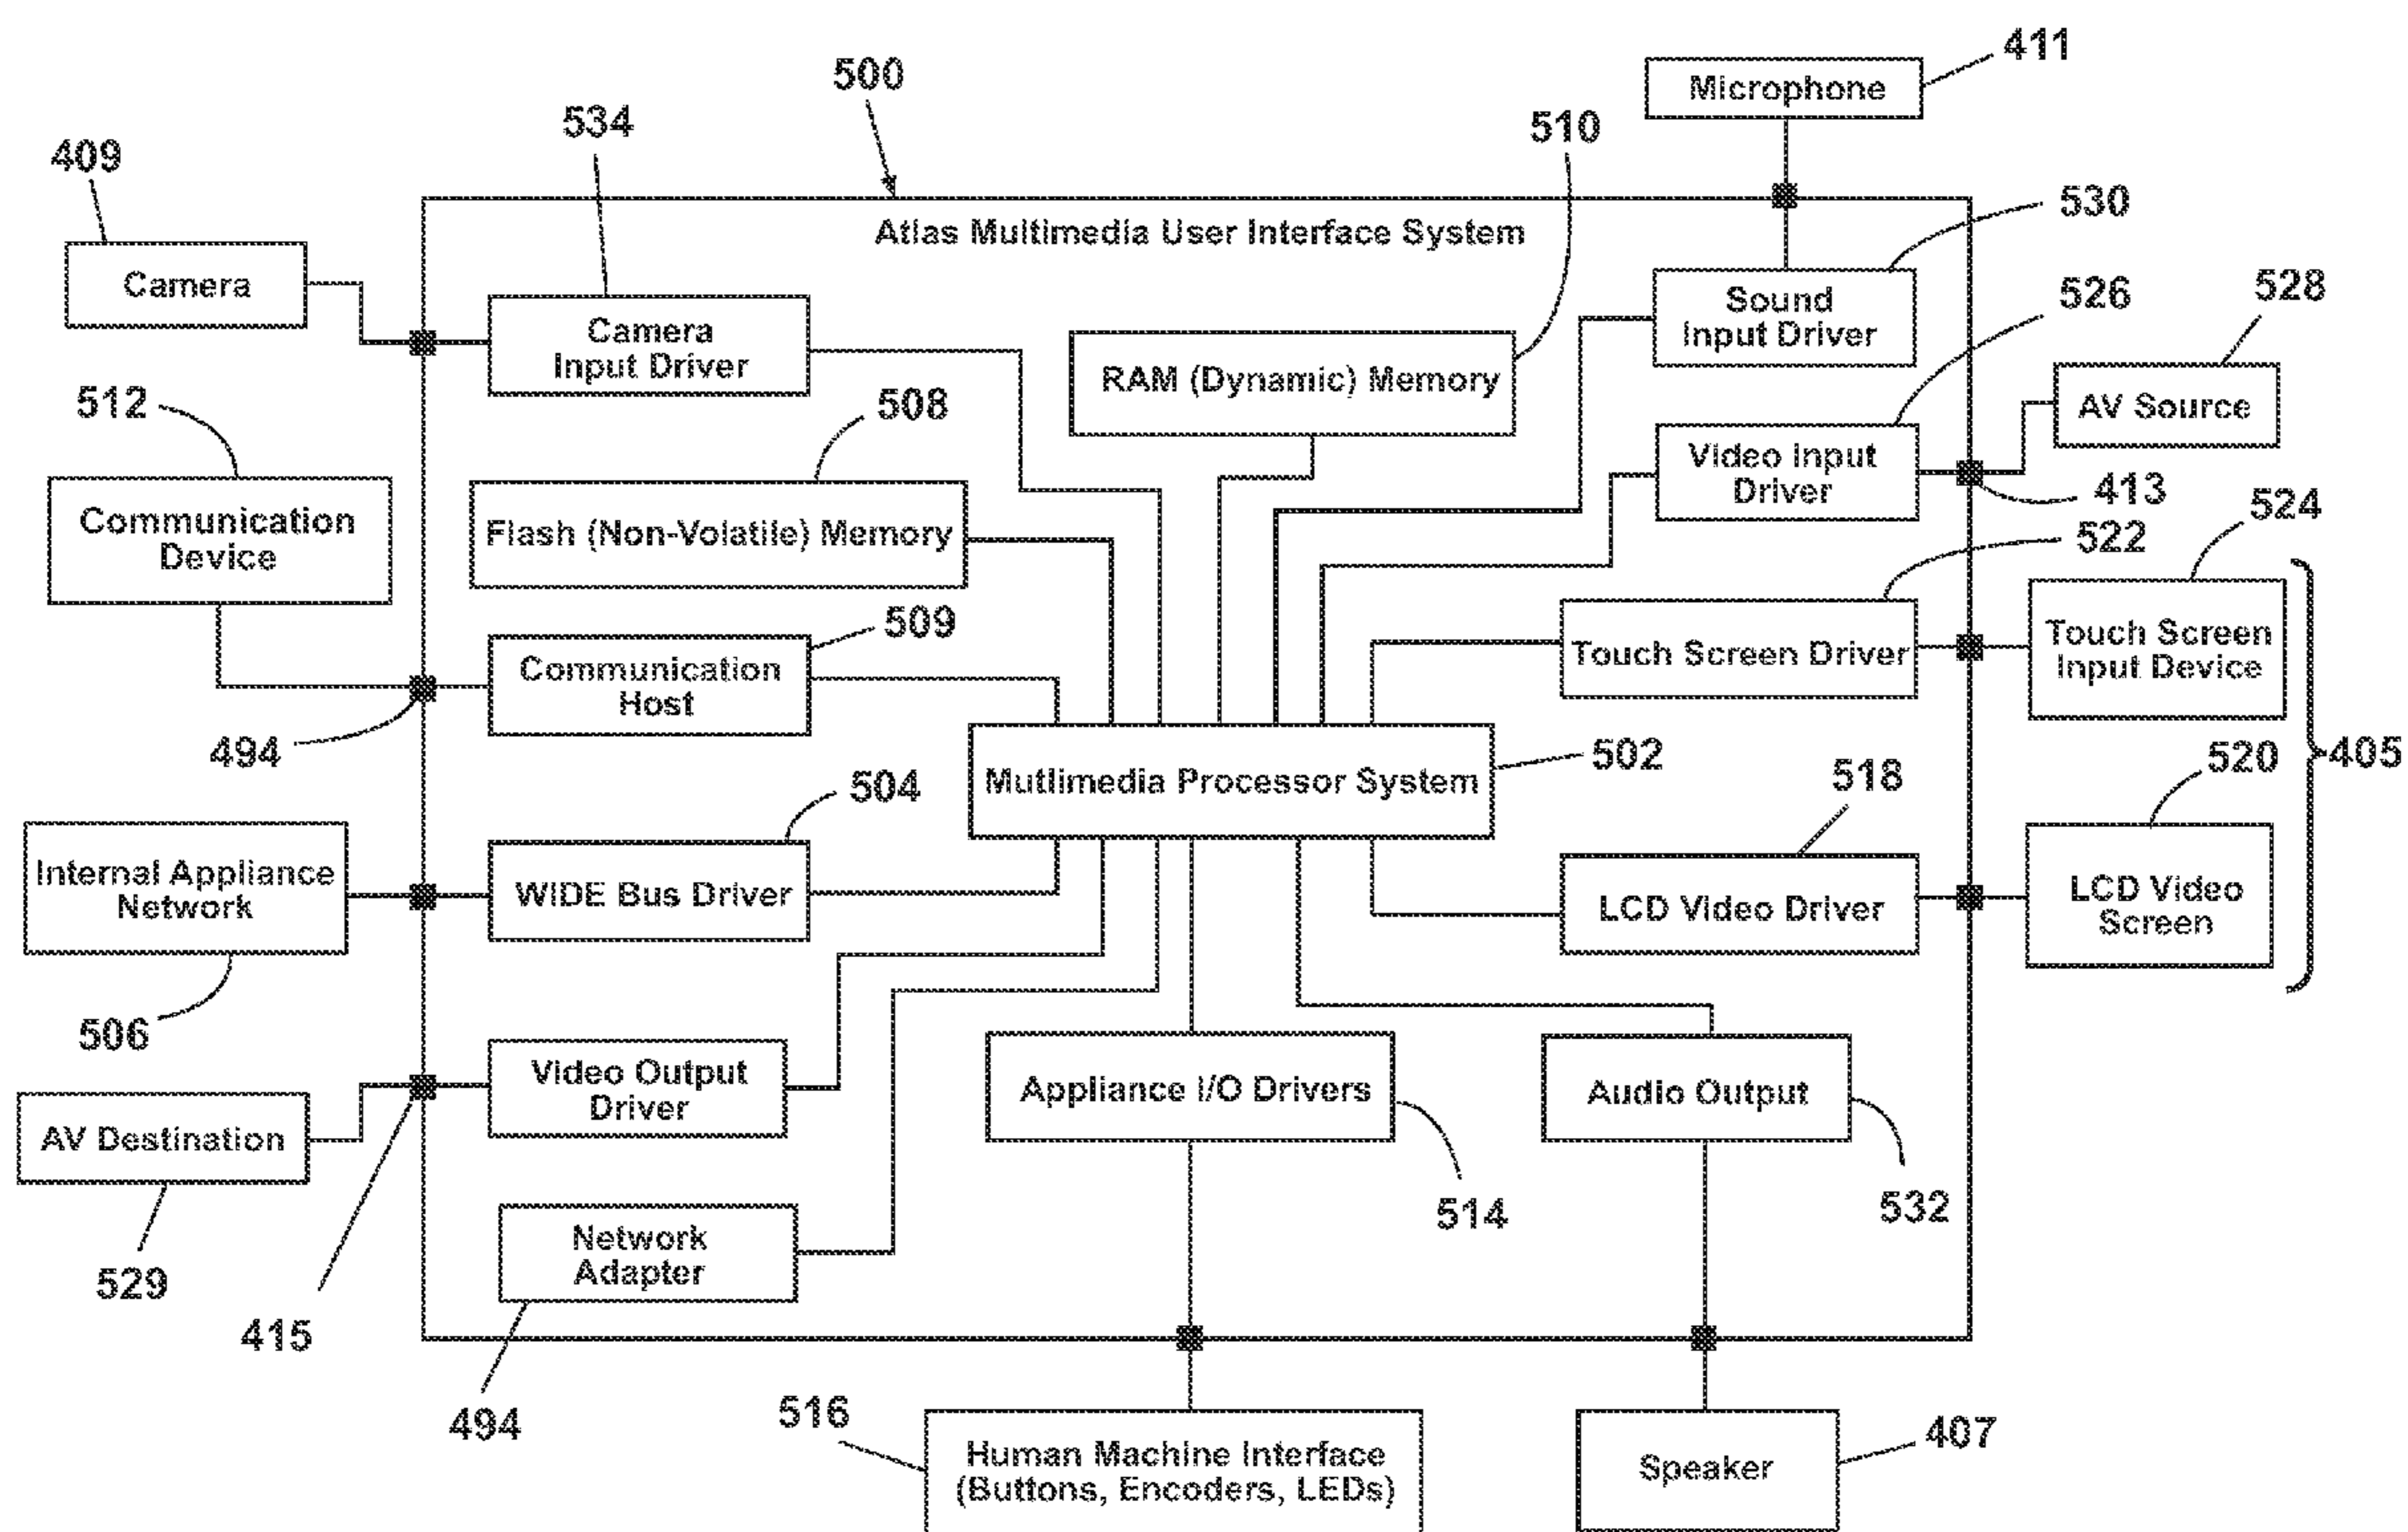 500
411
Microphone
534
510
409
530
Atlas Multimedia User Interface System
Camera
Sound
Input Driver
526
528
Camera
Input Driver
RAM (Dynamic) Memory
512
508
AV Source
Video Input
Driver
413
524
Communication
Device
Flash (Non-Volatile) Memory
522
509
Touch Screen Driver
Touch Screen
Input Device
Communication
Host
494
502
520
405
Mutlimedia Processor System
518
504
Internal Appliance
Network
WIDE Bus Driver
LCD Video Driver
LCD Video
Screen
506
Video Output
Driver
Appliance I/O Drivers
Audio Output
AV Destination
514
532
Network
Adapter
529
415
494
516
Human Machine Interface
(Buttons, Encoders, LEDs)
Speaker
407